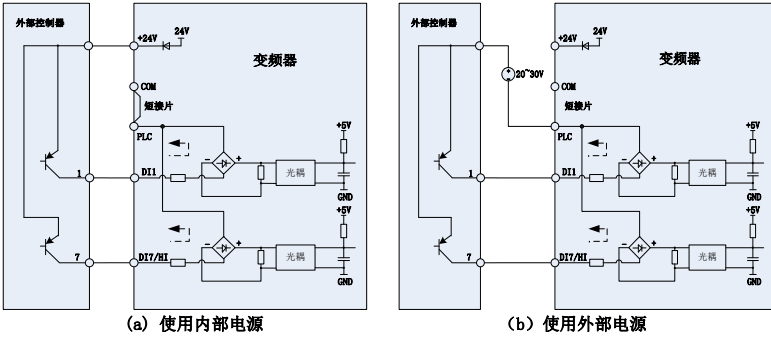 外部控制器
+24V
24V
变频器
COM
短接片
PLC
+5V
1
DI1
光耦
GND
+5V
7
DI7/HI
光耦
GND
(a) 使用内部电源
外部控制器
+24V
24V
变频器
20~30V
COM
短接片
PLC
+5V
1
DI1
光耦
GND
+5V
7
DI7/HI
光耦
GND
（b）使用外部电源